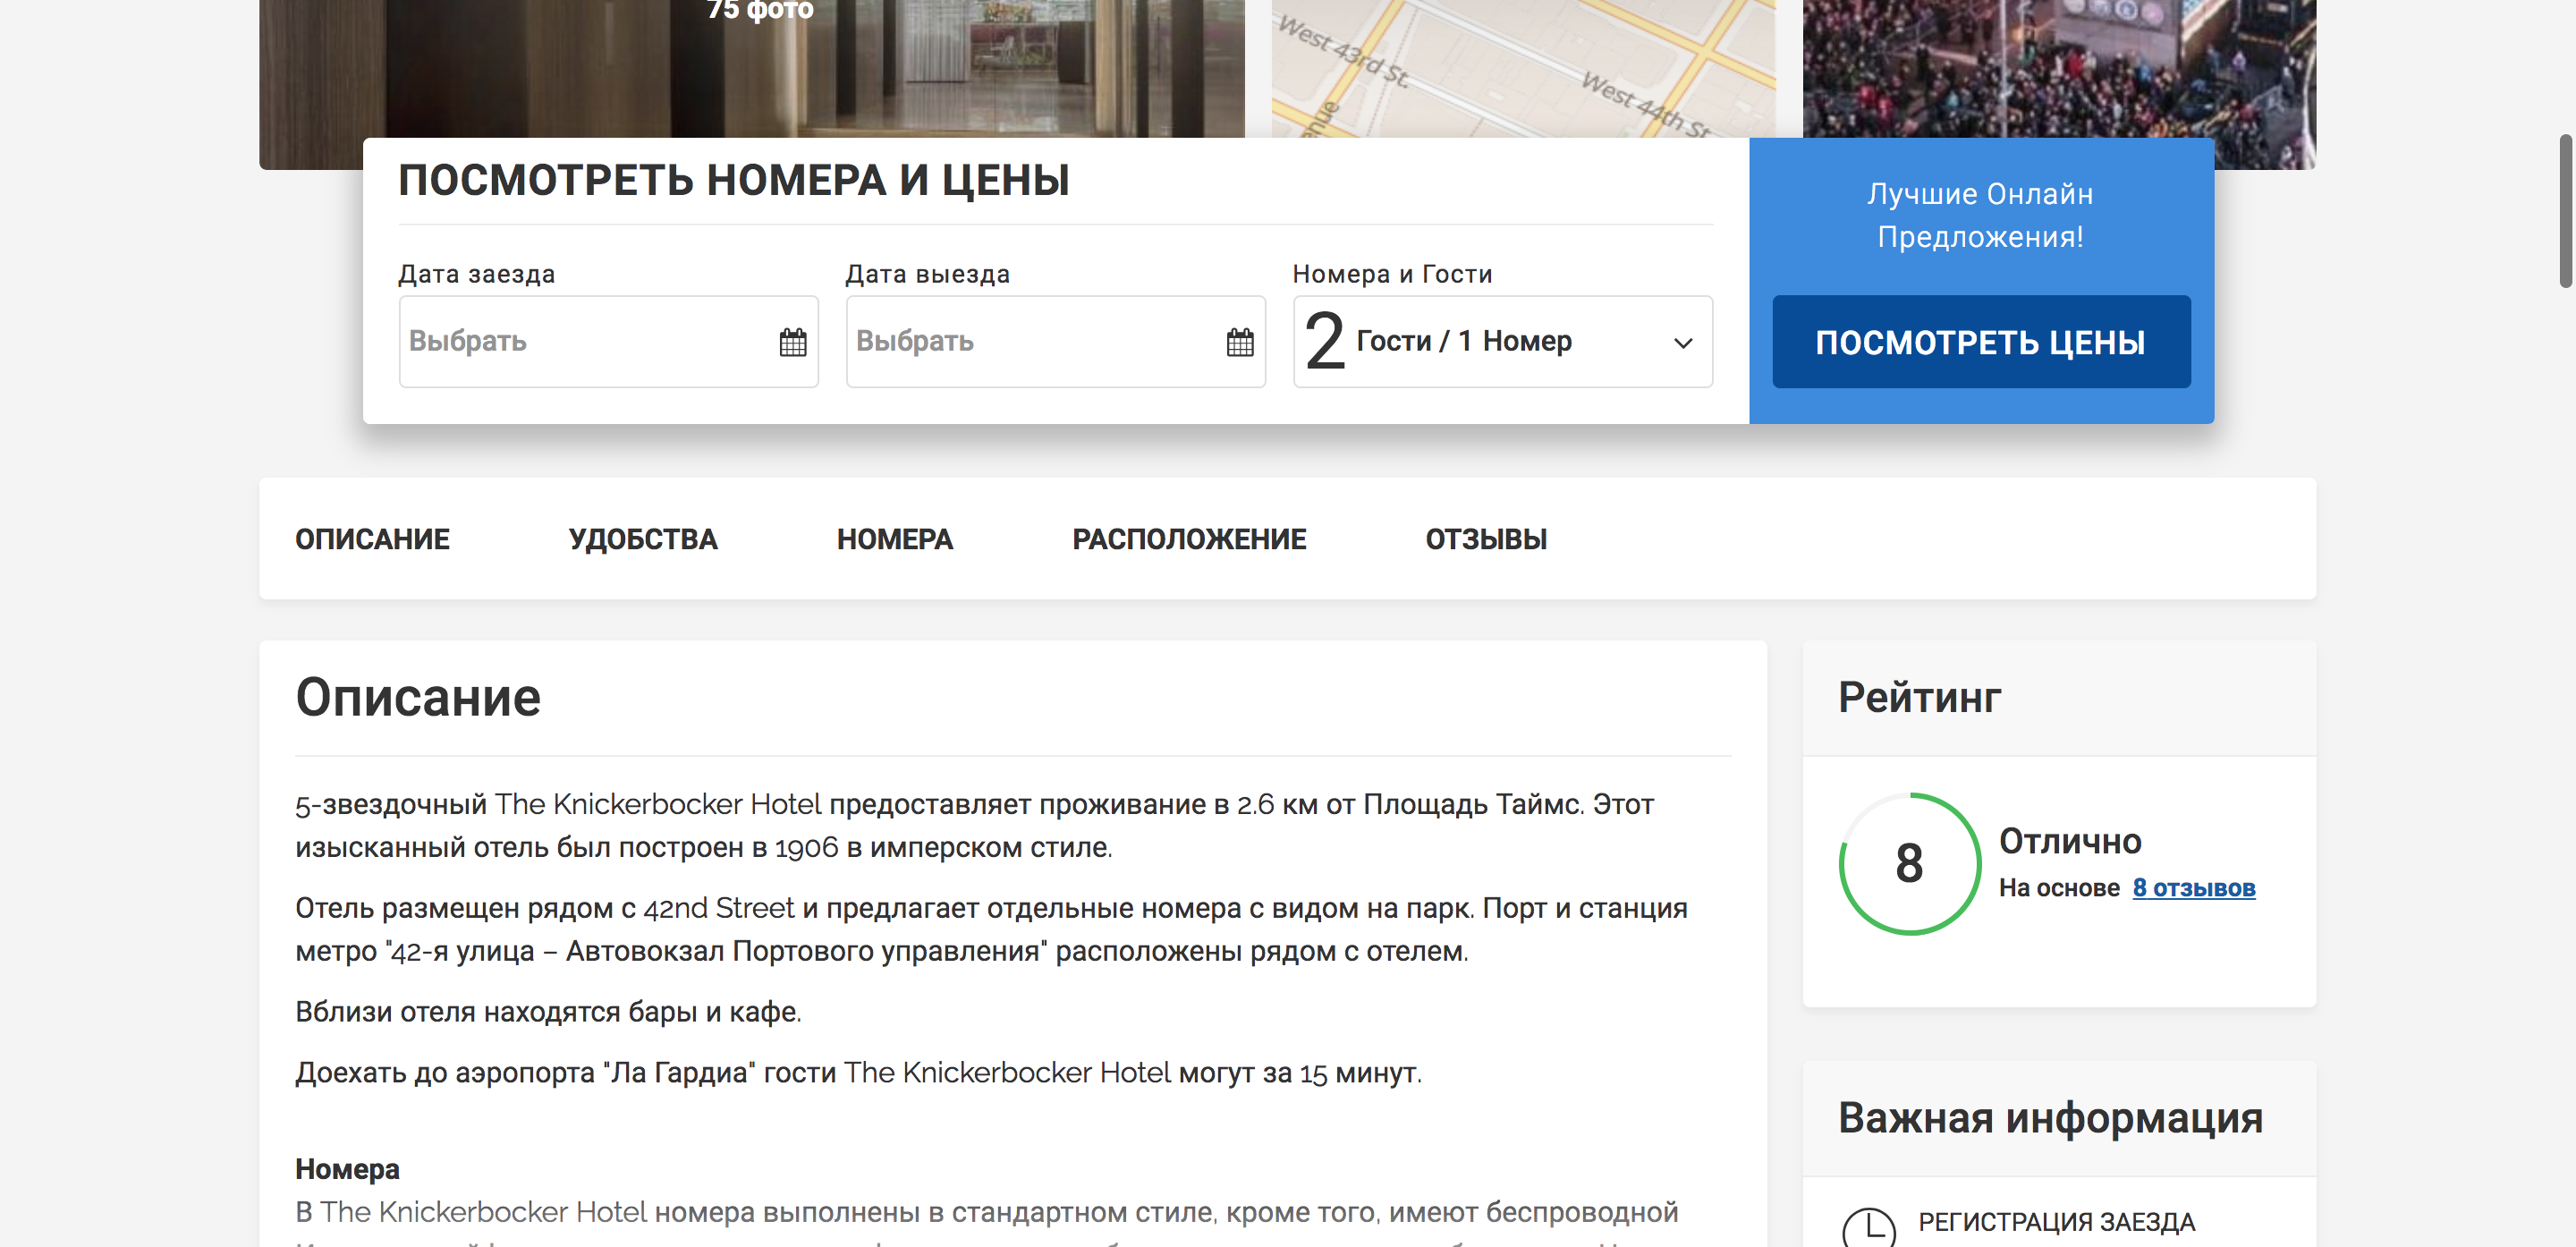 75 фото
West 43rd St.
West 44th St
ПОСМОТРЕТЬ НОМЕРА И ЦЕНЫ
Дата заезда
Дата выезда
Номера и Гости
Выбрать
Выбрать
2 Гости / 1 Номер
Лучшие Онлайн
Предложения!
ПОСМОТРЕТЬ ЦЕНЫ
ОПИСАНИЕ УДОБСТВА НОМЕРА РАСПОЛОЖЕНИЕ ОТЗЫВЫ
Описание
5-звездочный The Knickerbocker Hotel предоставляет проживание в 2.6 км от Площадь Таймс. Этот
изысканный отель был построен в 1906 в имперском стиле.
Отель размещен рядом с 42nd Street и предлагает отдельные номера с видом на парк. Порт и станция
метро "42-я улица – Автовокзал Портового управления" расположены рядом с отелем.
Вблизи отеля находятся бары и кафе.
Доехать до аэропорта "Ла Гардиа" гости The Knickerbocker Hotel могут за 15 минут.
Номера
В The Knickerbocker Hotel номера выполнены в стандартном стиле, кроме того, имеют беспроводной
Рейтинг
8
Отлично
На основе 8 отзывов
Важная информация
РЕГИСТРАЦИЯ ЗАЕЗДА